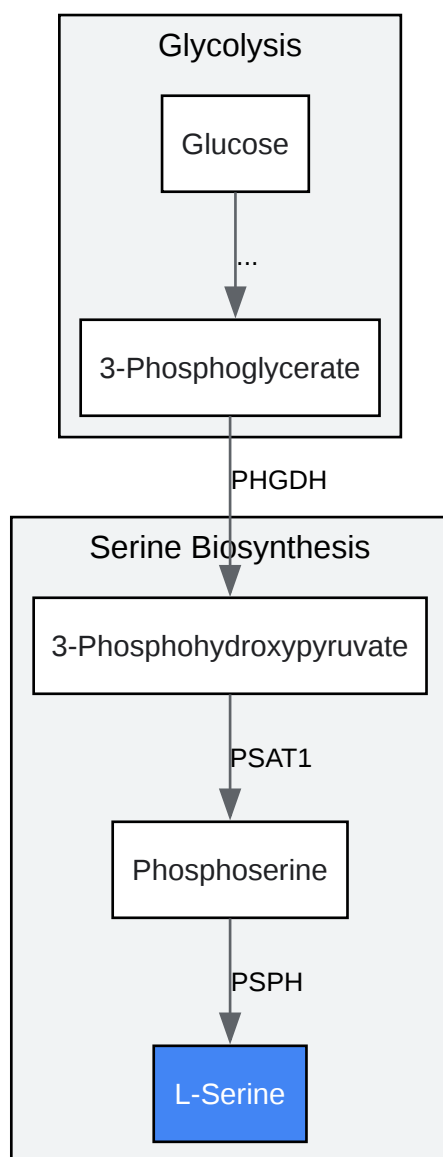 Glycolysis
Glucose
...
3-Phosphoglycerate
PHGDH
Serine Biosynthesis
3-Phosphohydroxypyruvate
PSAT1
Phosphoserine
PSPH
L-Serine